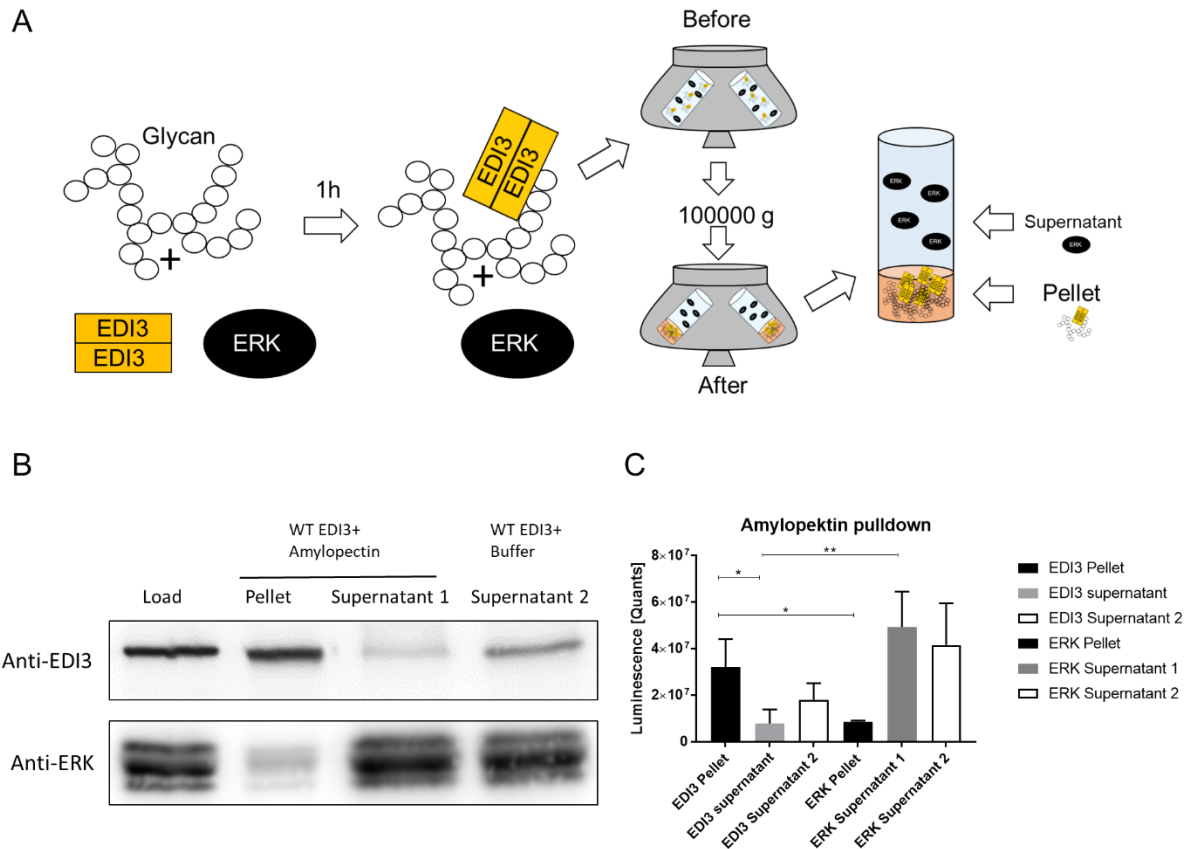 A
Glycan
+
EDI3
EDI3
ERK
1h
EDI3
EDI3
+
ERK
Before
100000 g
After
ERK
ERK
ERK
ERK
Supernatant
ERK
Pellet
B
WT EDI3+
Amylopectin
WT EDI3+
Buffer
Load
Pellet
Supernatant 1
Supernatant 2
Anti-EDI3
Anti-ERK
C
Amylopektin pulldown
Luminescence [Quants]
8×10⁷
6×10⁷
4×10⁷
2×10⁷
0
*
*
**
EDI3 Pellet
EDI3 supernatant
EDI3 Supernatant 2
ERK Pellet
ERK Supernatant 1
ERK Supernatant 2
EDI3 Pellet
EDI3 supernatant
EDI3 Supernatant 2
ERK Pellet
ERK Supernatant 1
ERK Supernatant 2